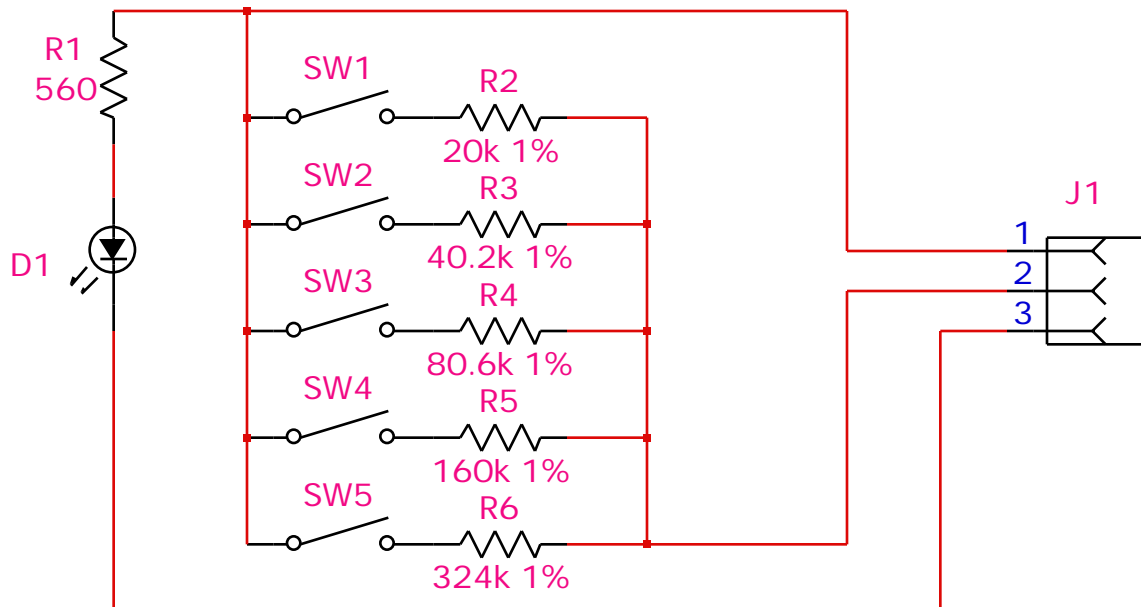 R1
560
D1
SW1
R2
20k 1%
SW2
R3
40.2k 1%
SW3
R4
80.6k 1%
SW4
R5
160k 1%
SW5
R6
324k 1%
J1
1
2
3